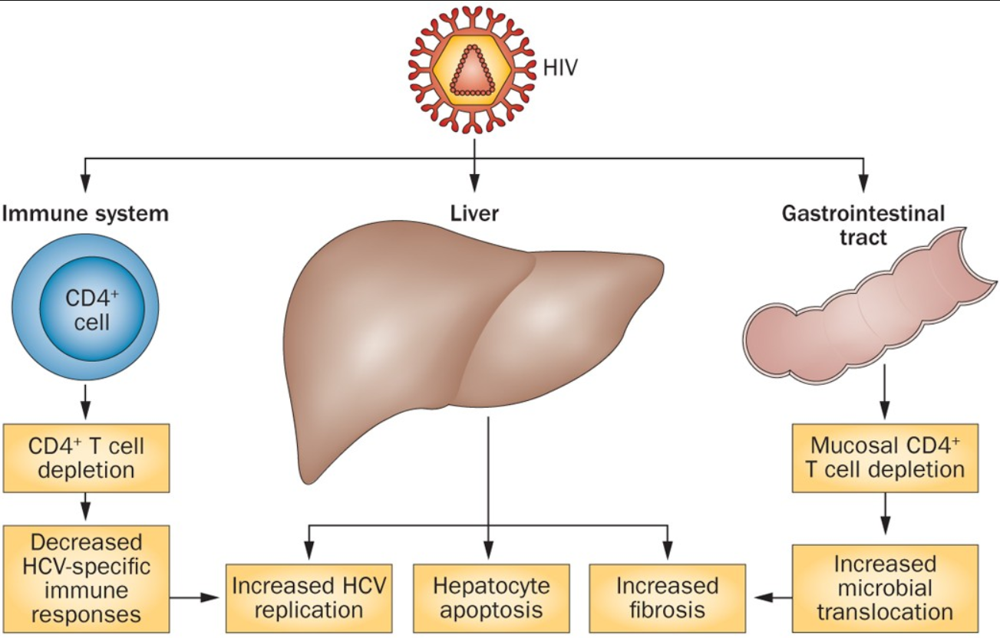 HIV
Immune system
Liver
Gastrointestinal
tract
CD4⁺
cell
CD4⁺ T cell
depletion
Mucosal CD4⁺
T cell depletion
Decreased
HCV-specific
immune
responses
Increased HCV
replication
Hepatocyte
apoptosis
Increased
fibrosis
Increased
microbial
translocation